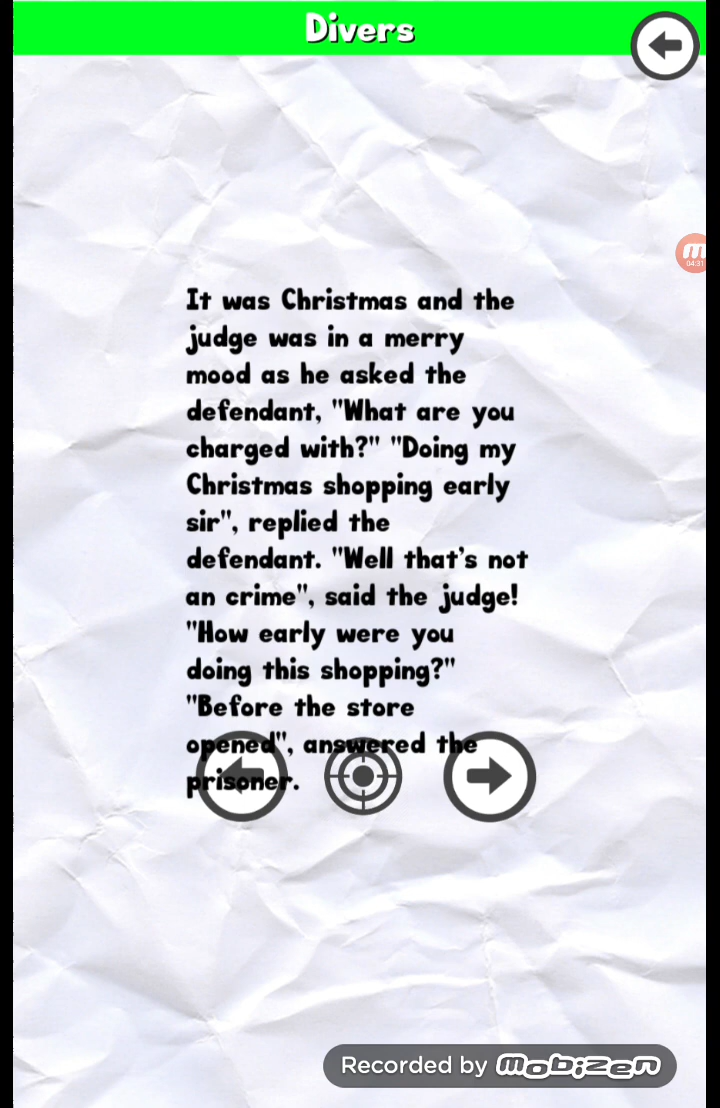 Divers
04:31
It was Christmas and the
judge was in a merry
mood as he asked the
defendant, "What are you
charged with?" "Doing my
Christmas shopping early
sir", replied the
defendant. "Well that's not
an crime", said the judge!
"How early were you
doing this shopping?"
"Before the store
opened", answered the
prisoner.
Recorded by Mobizen